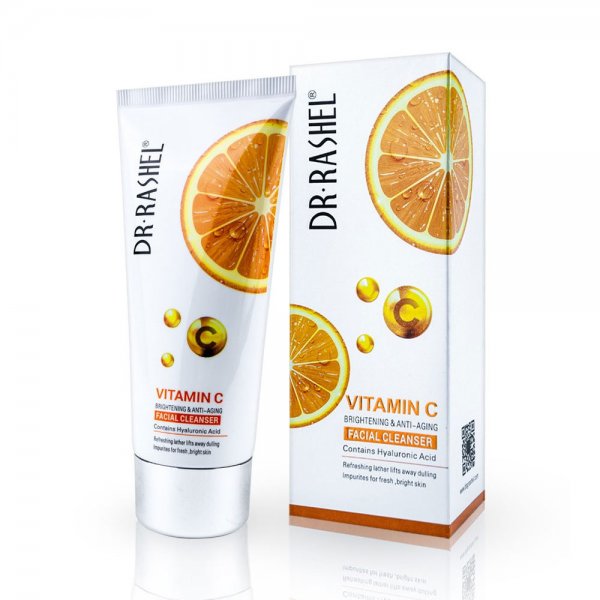 DR·RASHEL®
C
VITAMIN C
BRIGHTENING & ANTI-AGING
FACIAL CLEANSER
Contains Hyaluronic Acid
Refreshing lather lifts away dulling
Impurites for fresh ,bright skin
DR·RASHEL®
C
VITAMIN C
BRIGHTENING & ANTI-AGING
FACIAL CLEANSER
Contains Hyaluronic Acid
Refreshing lather lifts away dulling
Impurites for fresh ,bright skin